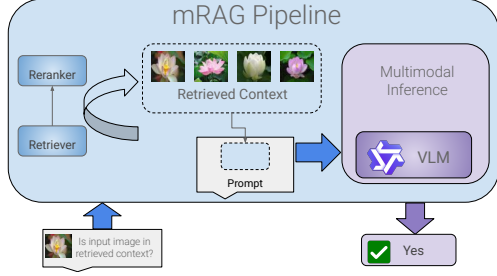 mRAG Pipeline
Reranker
Retriever
Retrieved Context
Prompt
Multimodal
Inference
VLM
Is input image in
retrieved context?
Yes